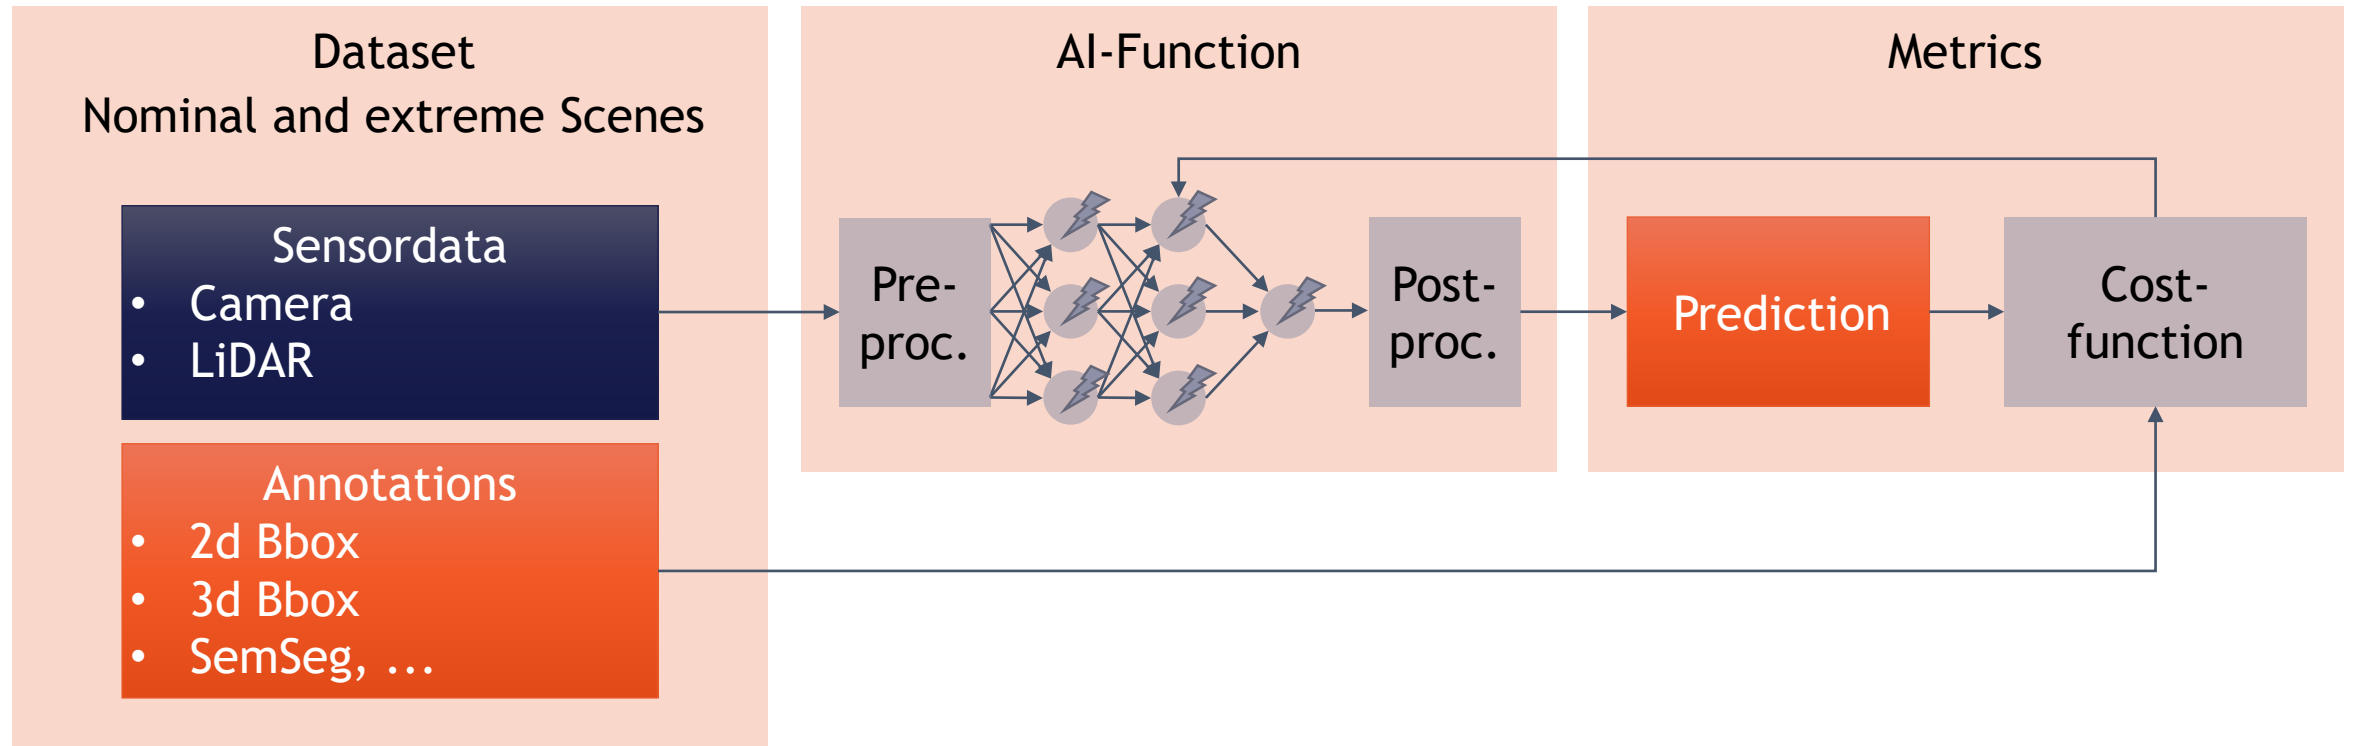 Dataset
Nominal and extreme Scenes
Sensordata
• Camera
• LiDAR
Annotations
• 2d Bbox
• 3d Bbox
• SemSeg, ...
AI-Function
Pre-
proc.
Post-
proc.
Metrics
Prediction
Cost-
function